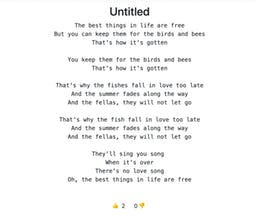 Untitled
The best things in life are free
But you can keep them for the birds and bees
That's how it's gotten
You keep them for the birds and bees
That's how it's gotten
That's why the fishes fall in love too late
And the summer fades along the way
And the fellas, they will not let go
That's why the fish fall in love too late
And the summer fades along the way
And the fellas, they will not let go
They'll sing you song
When it's over
There's no love song
Oh, the best things in life are free
👍 2 0 👎